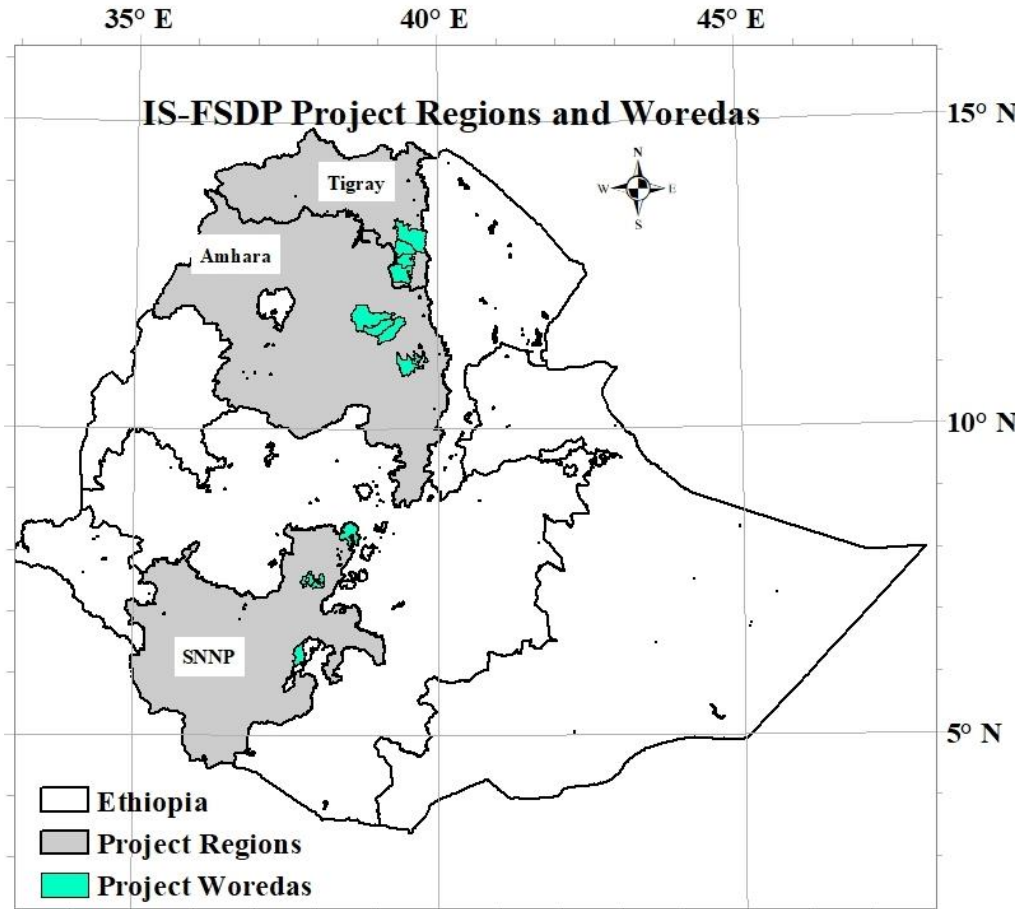 35° E 40° E 45° E
IS-FSDP Project Regions and Woredas
15° N
N
Tigray
W E
S
Amhara
10° N
SNNP
5° N
Ethiopia
Project Regions
Project Woredas